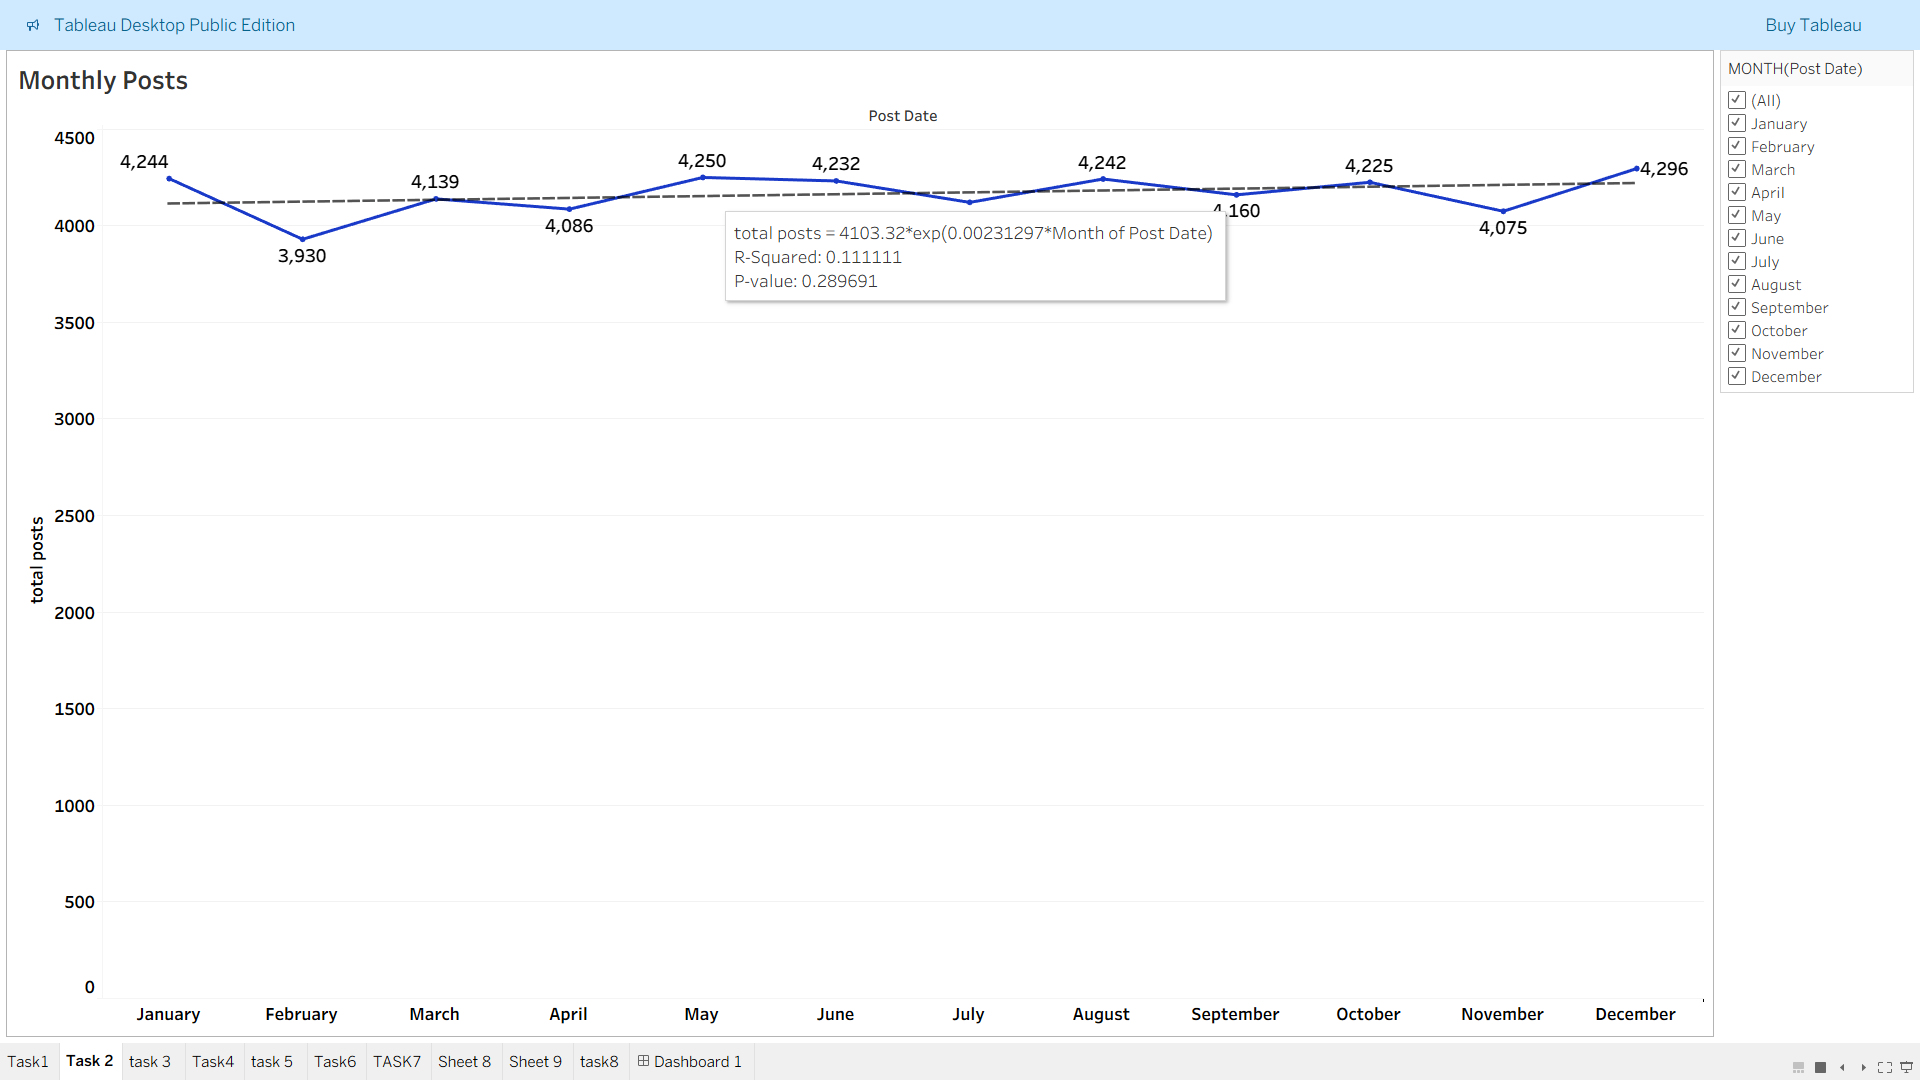 Tableau Desktop Public Edition
Buy Tableau
Monthly Posts
Post Date
4500
4000
3500
3000
2500
2000
1500
1000
500
0
total posts
4,244
3,930
4,139
4,086
4,250
4,232
4,242
4,160
4,225
4,075
4,296
total posts = 4103.32*exp(0.00231297*Month of Post Date)
R-Squared: 0.111111
P-value: 0.289691
January February March April May June July August September October November December
MONTH(Post Date)
(All)
January
February
March
April
May
June
July
August
September
October
November
December
Task1 Task 2 task 3 Task4 task 5 Task6 TASK7 Sheet 8 Sheet 9 task8 Dashboard 1